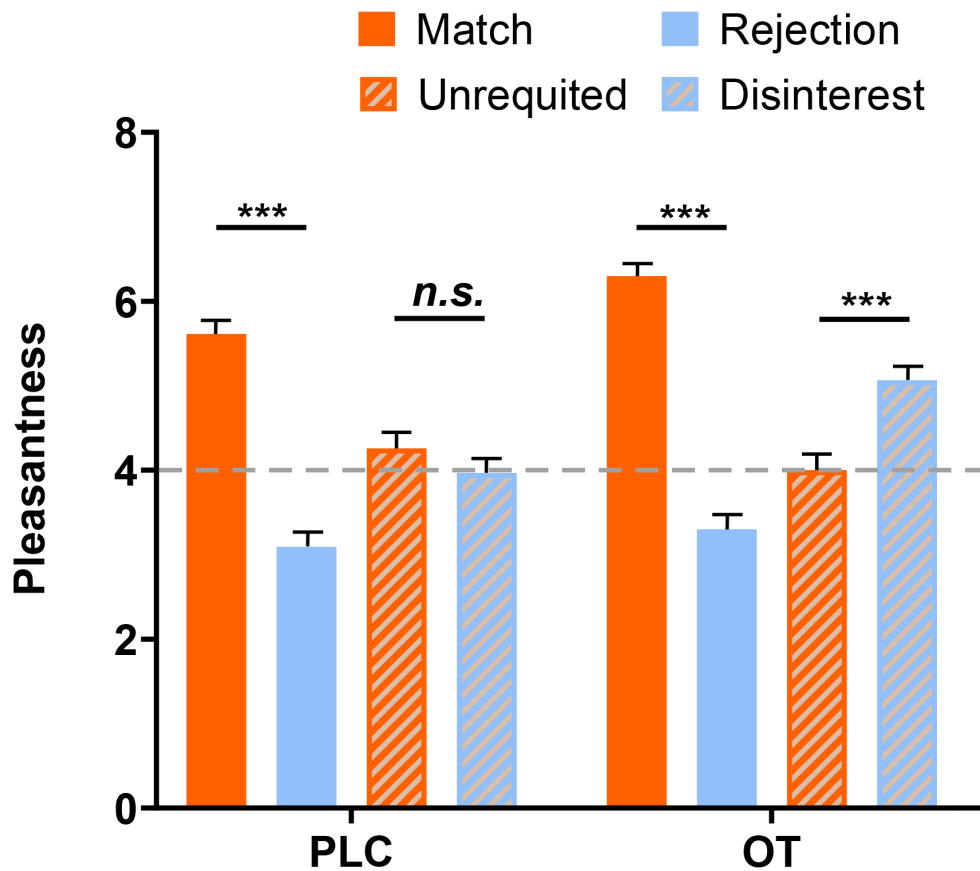 Match Rejection
Unrequited Disinterest
8
***
***
6
n.s.
***
Pleasantness
4
2
0
PLC OT